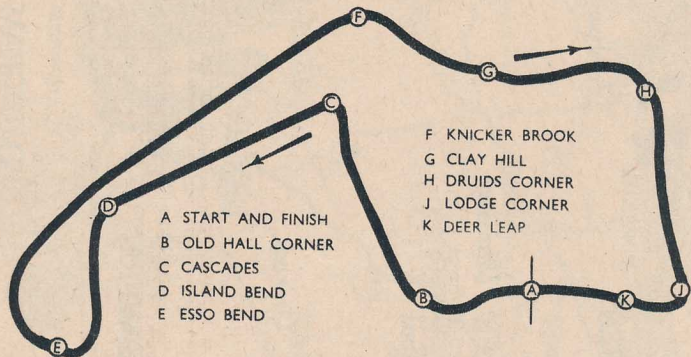 F
G
H
C
D
F KNICKER BROOK
G CLAY HILL
H DRUIDS CORNER
J LODGE CORNER
K DEER LEAP
A START AND FINISH
B OLD HALL CORNER
C CASCADES
D ISLAND BEND
E ESSO BEND
B
A
K
J
E